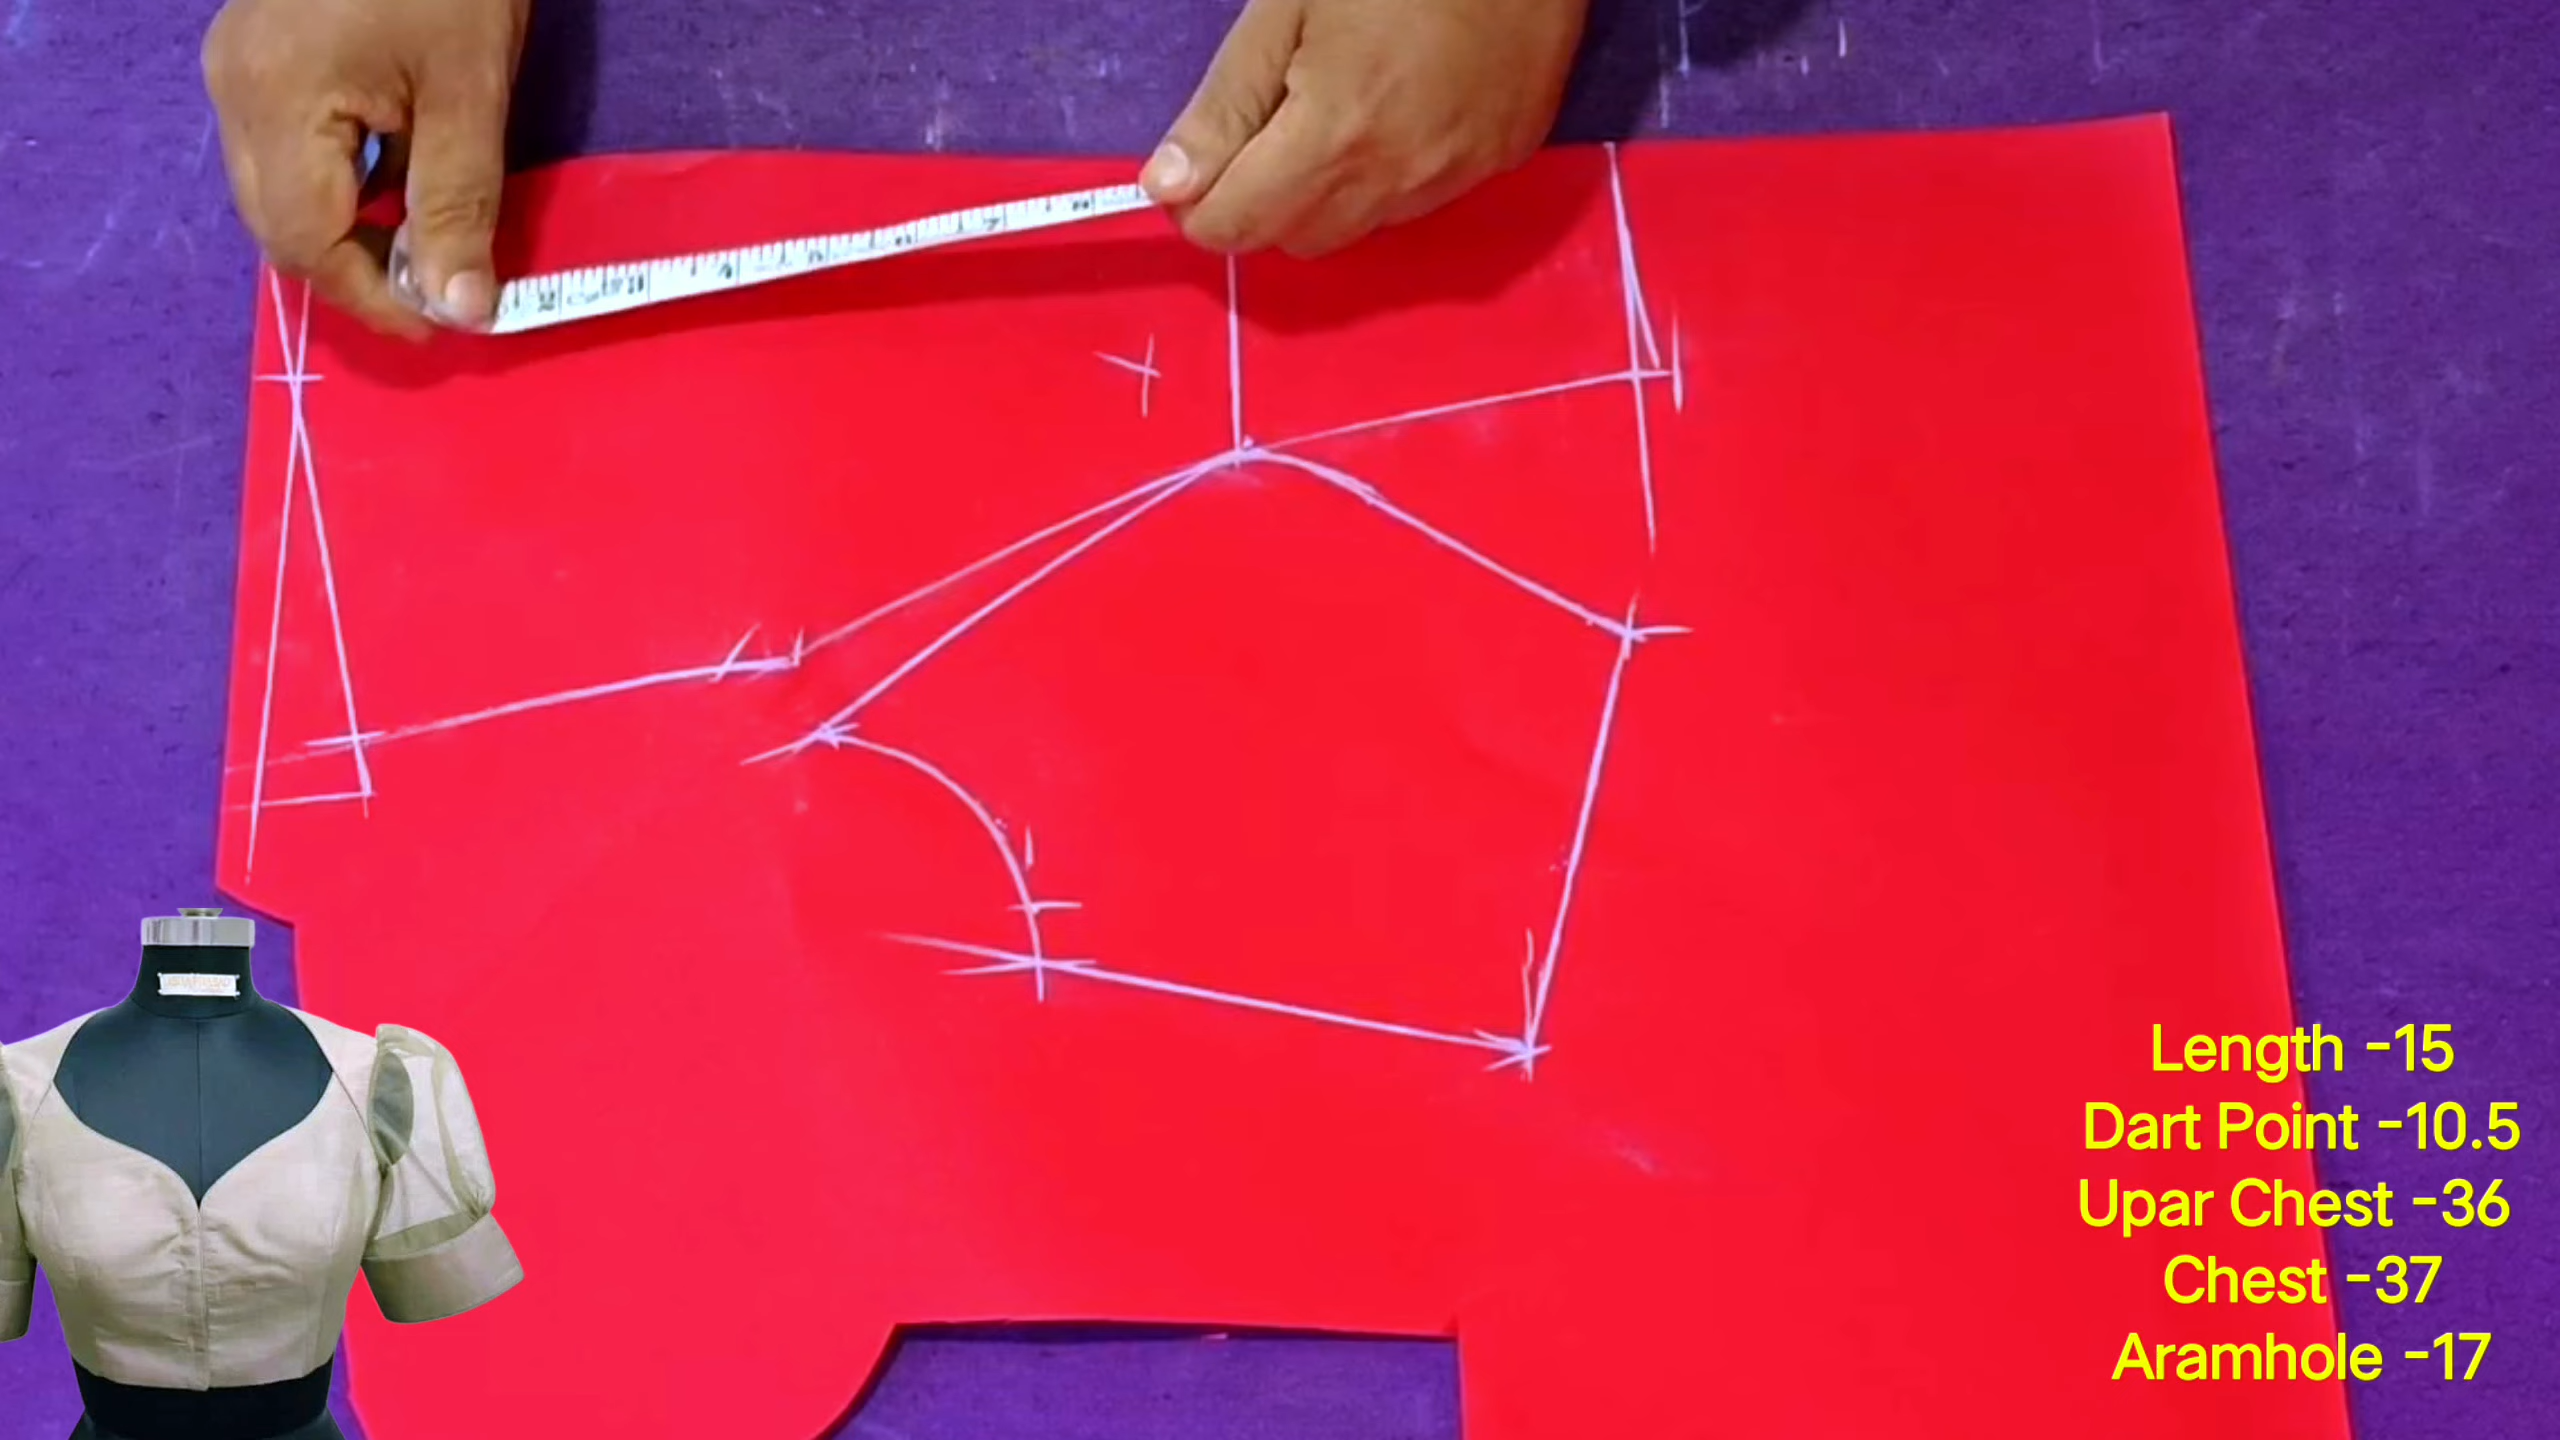 Length -15
Dart Point -10.5
Upar Chest -36
Chest -37
Aramhole -17